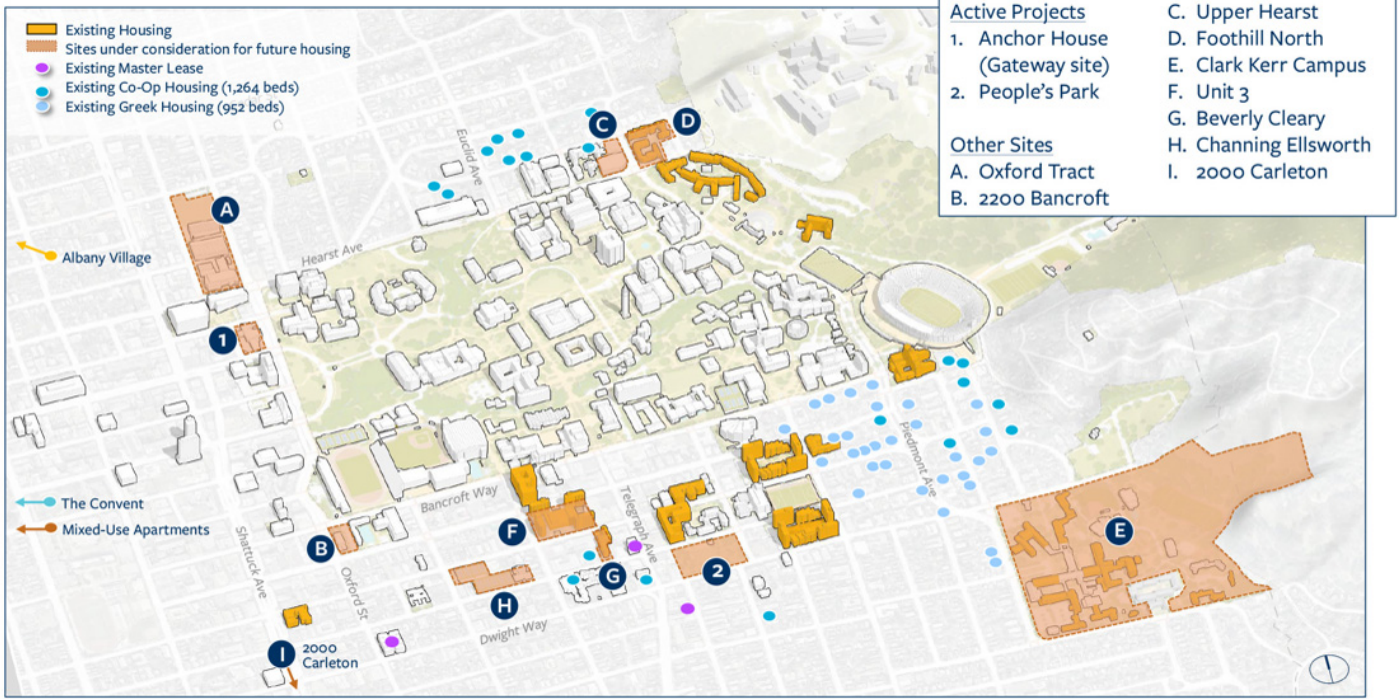 Existing Housing
Sites under consideration for future housing
Existing Master Lease
Existing Co-Op Housing (1,264 beds)
Existing Greek Housing (952 beds)
Active Projects
1. Anchor House
(Gateway site)
2. People's Park
Other Sites
A. Oxford Tract
B. 2200 Bancroft
C. Upper Hearst
D. Foothill North
E. Clark Kerr Campus
F. Unit 3
G. Beverly Cleary
H. Channing Ellsworth
I. 2000 Carleton
C
D
Euclid Ave
A
Albany Village
Hearst Ave
1
Piedmont Ave
The Convent
Mixed-Use Apartments
Bancroft Way
Telegraph Ave
Shattuck Ave
Oxford St
B
F
G
2
E
H
Dwight Way
I
2000
Carleton